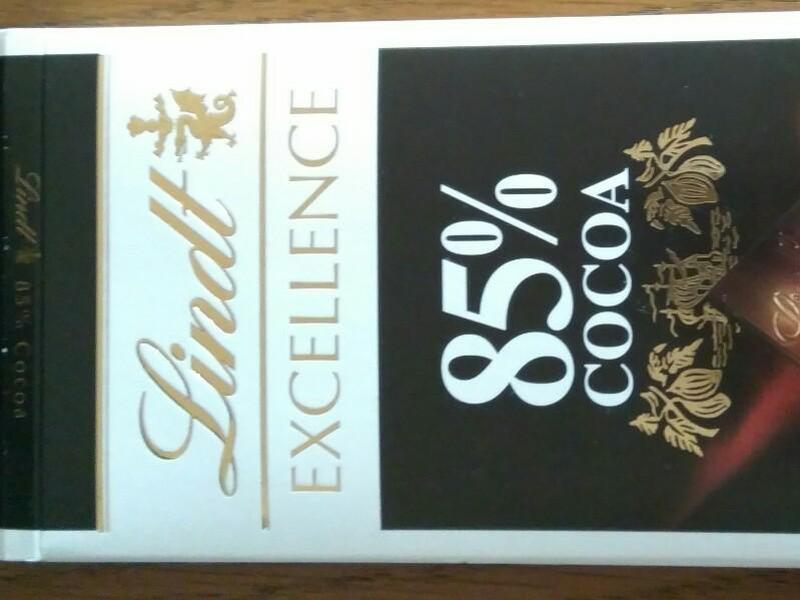 Lindt 85% Cocoa
Lindt
EXCELLENCE
85%
COCOA